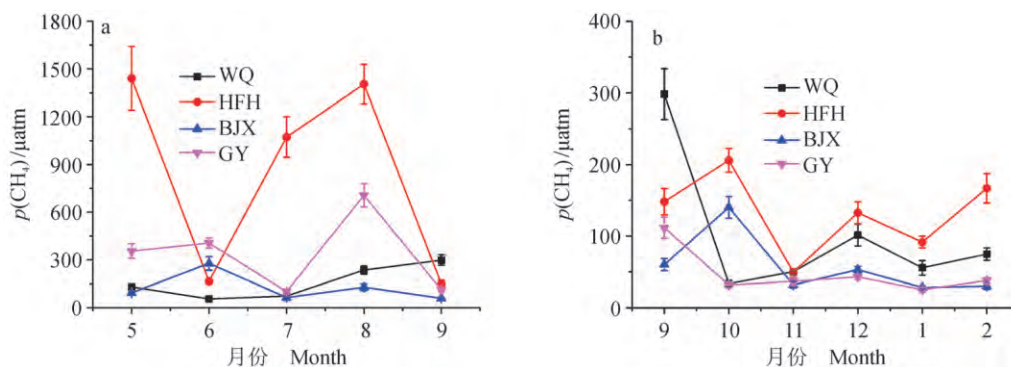 a
p(CH₄)/μatm
1800
1500
1200
900
600
300
0
WQ
HFH
BJX
GY
5 6 7 8 9
月份 Month
b
p(CH₄)/μatm
400
300
200
100
0
WQ
HFH
BJX
GY
9 10 11 12 1 2
月份 Month